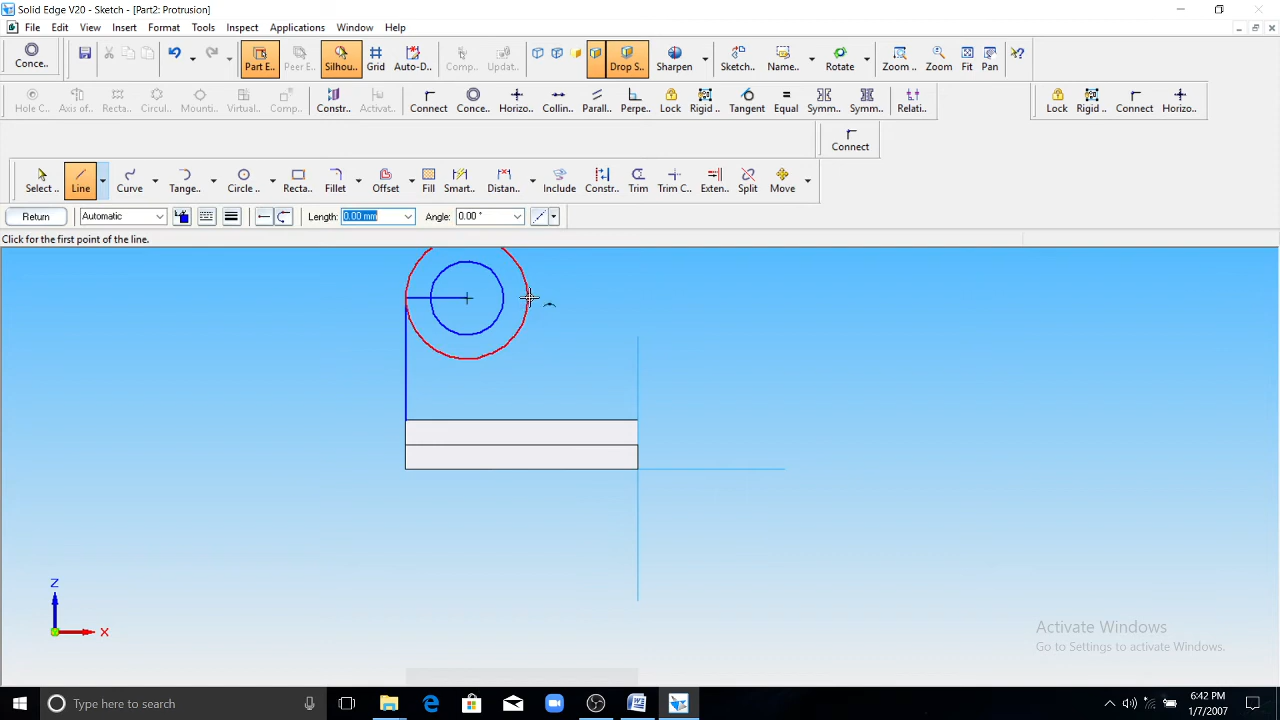 Solid Edge V20 - Sketch - [Part2: Protrusion]
File Edit View Insert Format Tools Inspect Applications Window Help
Conce.. Part E.. Peer E.. Silhou.. Grid Auto-D.. Comp.. Updat.. Drop S.. Sharpen Sketch.. Name.. Rotate Zoom .. Zoom Fit Pan
Hole C.. Axis of.. Recta.. Circul.. Mounti.. Virtual.. Comp.. Constr.. Activat.. Connect Conce.. Horizo.. Collin.. Parall.. Perpe.. Lock Rigid .. Tangent Equal Symm.. Symm.. Relati.. Lock Rigid .. Connect Horizo..
Connect
Select .. Line Curve Tange.. Circle .. Recta.. Fillet Offset Fill Smart.. Distan.. Include Constr.. Trim Trim C.. Exten.. Split Move
Return Automatic Length: 0.00 mm Angle: 0.00 °
Click for the first point of the line.
Z
X
Activate Windows
Go to Settings to activate Windows.
Type here to search
6:42 PM
1/7/2007